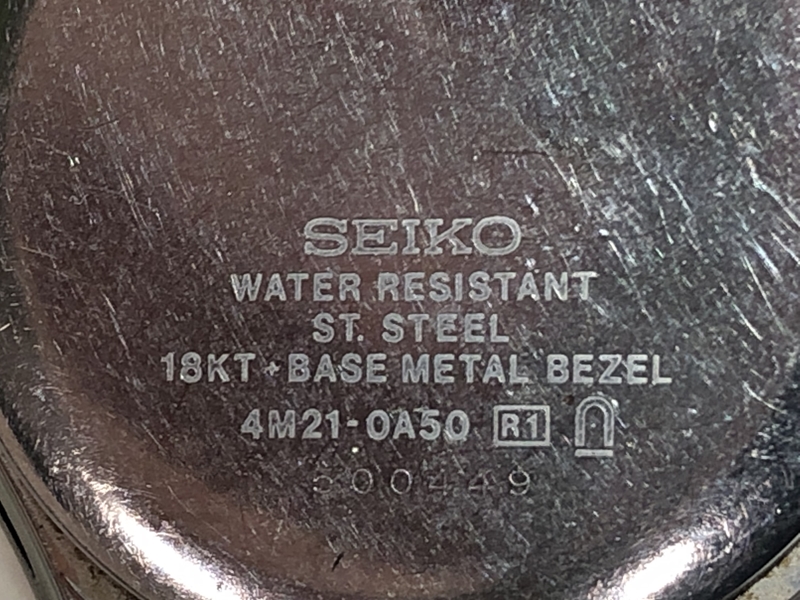 SEIKO
WATER RESISTANT
ST. STEEL
18KT + BASE METAL BEZEL
4M21-0A50 R1
500449